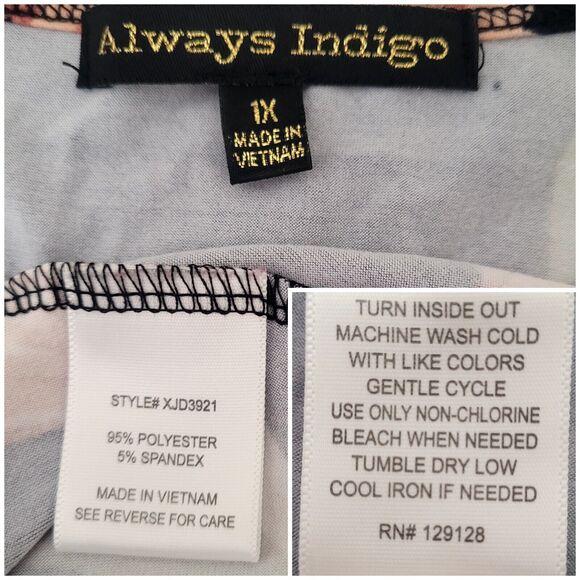 Always Indigo
1X
MADE IN
VIETNAM
STYLE# XJD3921
95% POLYESTER
5% SPANDEX
MADE IN VIETNAM
SEE REVERSE FOR CARE
TURN INSIDE OUT
MACHINE WASH COLD
WITH LIKE COLORS
GENTLE CYCLE
USE ONLY NON-CHLORINE
BLEACH WHEN NEEDED
TUMBLE DRY LOW
COOL IRON IF NEEDED
RN# 129128